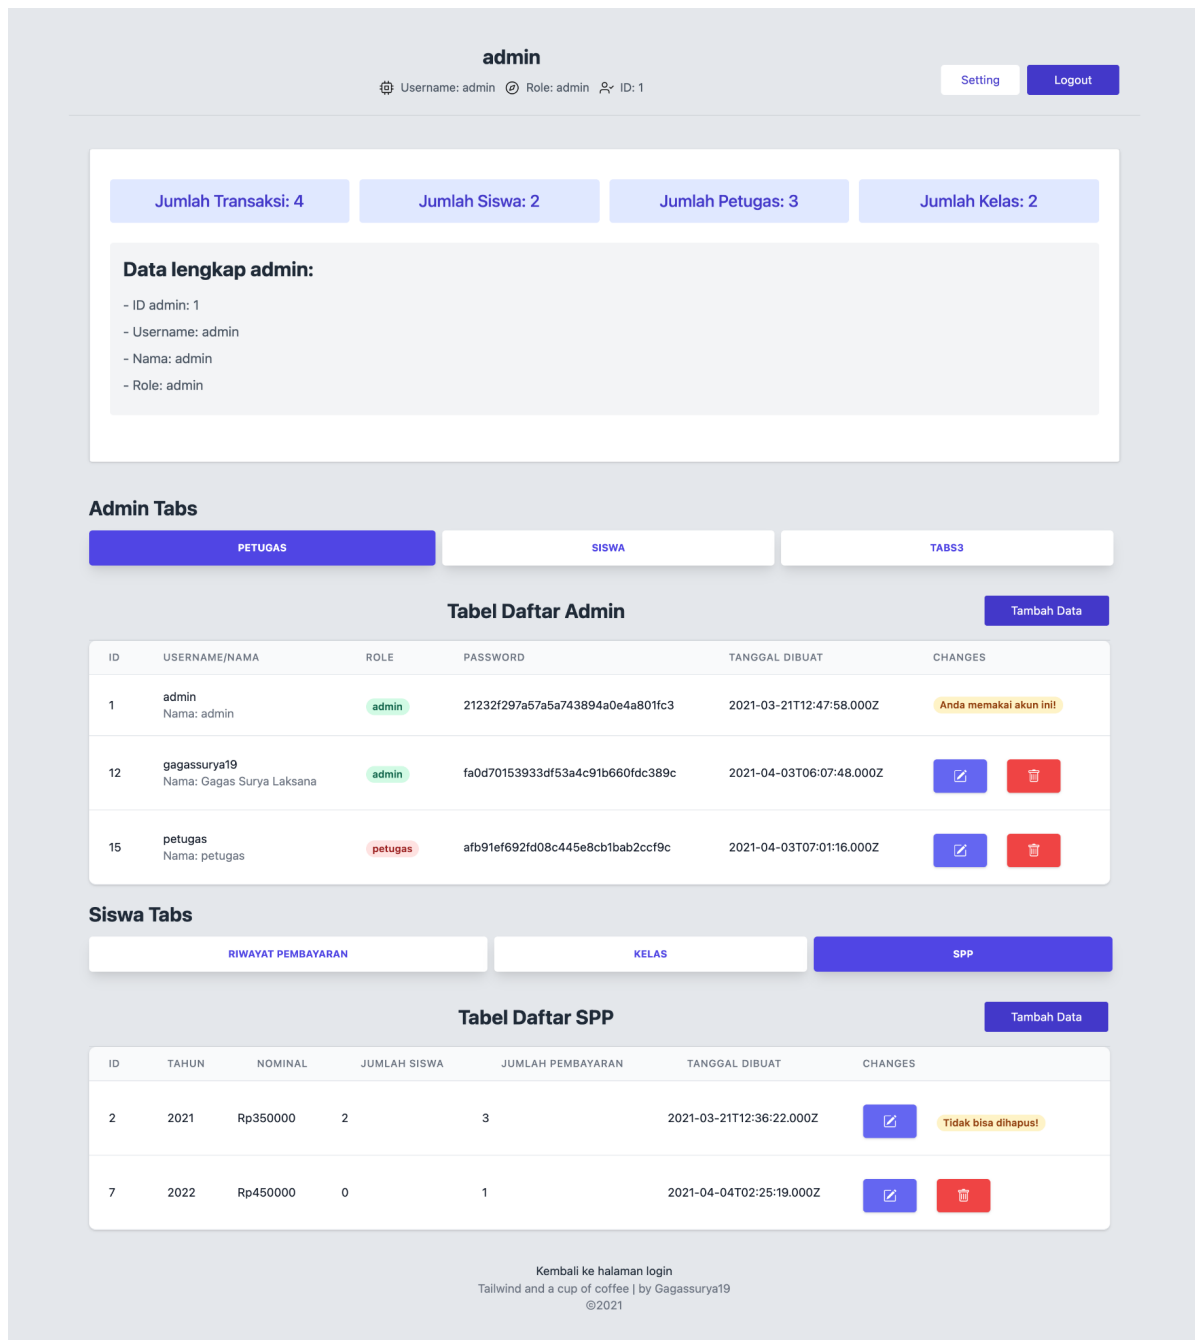 admin
Username: admin Role: admin ID: 1
Setting Logout
Jumlah Transaksi: 4 Jumlah Siswa: 2 Jumlah Petugas: 3 Jumlah Kelas: 2
Data lengkap admin:
- ID admin: 1
- Username: admin
- Nama: admin
- Role: admin
Admin Tabs
PETUGAS SISWA TABS3
Tabel Daftar Admin Tambah Data
ID USERNAME/NAMA ROLE PASSWORD TANGGAL DIBUAT CHANGES
1 admin Nama: admin admin 21232f297a57a5a743894a0e4a801fc3 2021-03-21T12:47:58.000Z Anda memakai akun ini!
12 gagassurya19 Nama: Gagas Surya Laksana admin fa0d70153933df53a4c91b660fdc389c 2021-04-03T06:07:48.000Z
15 petugas Nama: petugas petugas afb91ef692fd08c445e8cb1bab2ccf9c 2021-04-03T07:01:16.000Z
Siswa Tabs
RIWAYAT PEMBAYARAN KELAS SPP
Tabel Daftar SPP Tambah Data
ID TAHUN NOMINAL JUMLAH SISWA JUMLAH PEMBAYARAN TANGGAL DIBUAT CHANGES
2 2021 Rp350000 2 3 2021-03-21T12:36:22.000Z Tidak bisa dihapus!
7 2022 Rp450000 0 1 2021-04-04T02:25:19.000Z
Kembali ke halaman login
Tailwind and a cup of coffee | by Gagassurya19
©2021